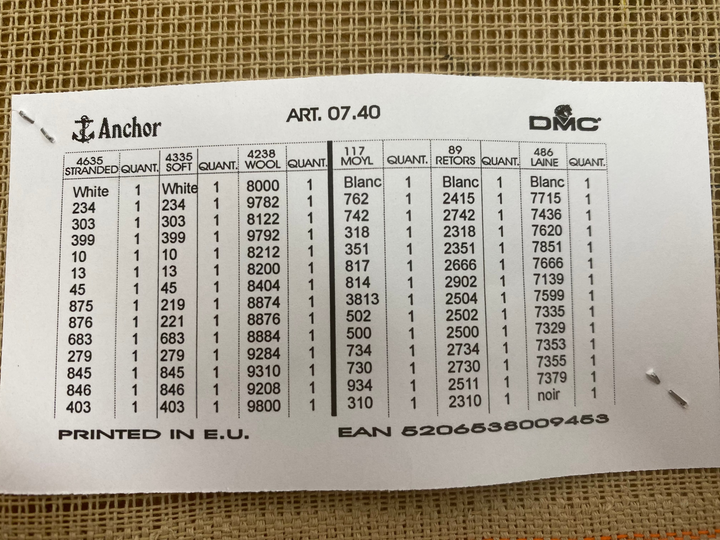 Anchor ART. 07.40 DMC
4635 STRANDED QUANT. 4335 SOFT QUANT. 4238 WOOL QUANT. 117 MOYL QUANT. 89 RETORS QUANT. 486 LAINE QUANT.
White 1 White 1 8000 1 Blanc 1 Blanc 1 Blanc 1
234 1 234 1 9782 1 762 1 2415 1 7715 1
303 1 303 1 8122 1 742 1 2742 1 7436 1
399 1 399 1 9792 1 318 1 2318 1 7620 1
10 1 10 1 8212 1 351 1 2351 1 7851 1
13 1 13 1 8200 1 817 1 2666 1 7666 1
45 1 45 1 8404 1 814 1 2902 1 7139 1
875 1 219 1 8874 1 3813 1 2504 1 7599 1
876 1 221 1 8876 1 502 1 2502 1 7335 1
683 1 683 1 8884 1 500 1 2500 1 7329 1
279 1 279 1 9284 1 734 1 2734 1 7353 1
845 1 845 1 9310 1 730 1 2730 1 7355 1
846 1 846 1 9208 1 934 1 2511 1 7379 1
403 1 403 1 9800 1 310 1 2310 1 noir 1
PRINTED IN E.U. EAN 5206538009453